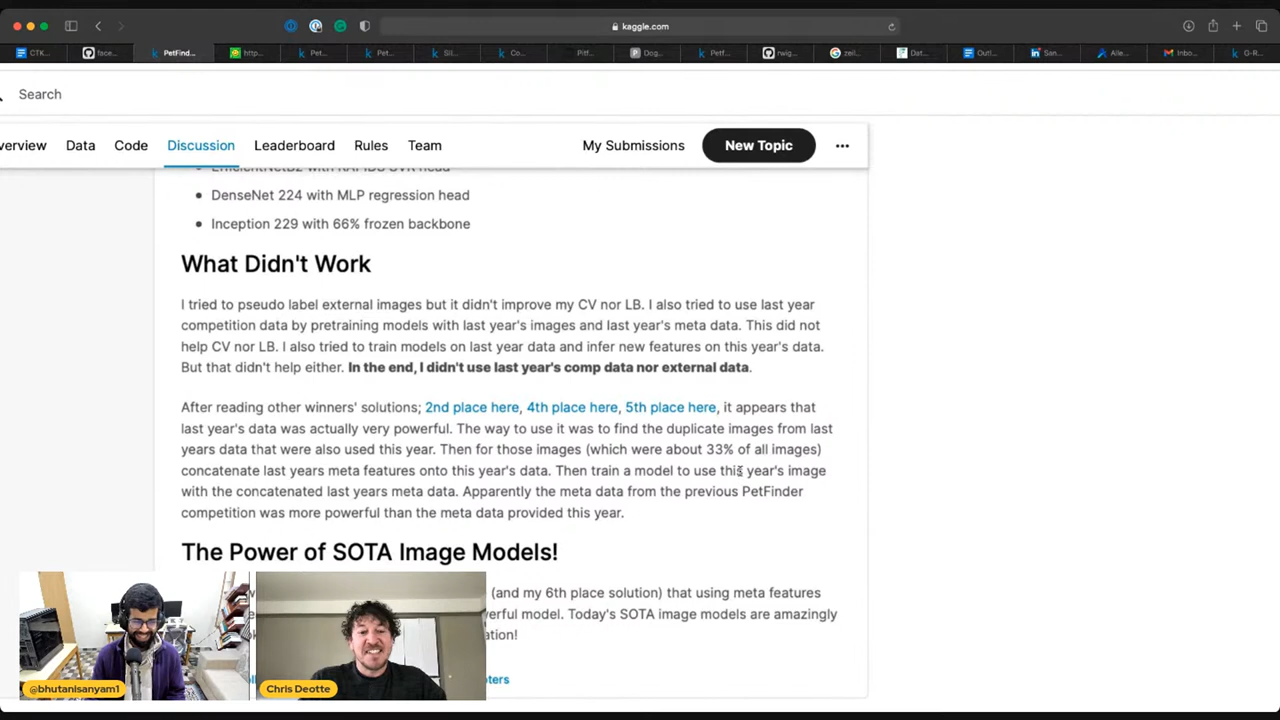 kaggle.com
CTK...
face...
PetFind...
http...
Pet...
Pet...
SII...
Co...
Pitf...
Dog...
Petf...
rwig...
zeil...
Dat...
Outl...
San...
Alle...
Inbo...
G-R...
Search
verview Data Code Discussion Leaderboard Rules Team My Submissions New Topic
EfficientNetB2 with RAPIDS SVR head
DenseNet 224 with MLP regression head
Inception 229 with 66% frozen backbone
What Didn't Work
I tried to pseudo label external images but it didn't improve my CV nor LB. I also tried to use last year
competition data by pretraining models with last year's images and last year's meta data. This did not
help CV nor LB. I also tried to train models on last year data and infer new features on this year's data.
But that didn't help either. In the end, I didn't use last year's comp data nor external data.
After reading other winners' solutions; 2nd place here, 4th place here, 5th place here, it appears that
last year's data was actually very powerful. The way to use it was to find the duplicate images from last
years data that were also used this year. Then for those images (which were about 33% of all images)
concatenate last years meta features onto this year's data. Then train a model to use this year's image
with the concatenated last years meta data. Apparently the meta data from the previous PetFinder
competition was more powerful than the meta data provided this year.
The Power of SOTA Image Models!
(and my 6th place solution) that using meta features
erful model. Today's SOTA image models are amazingly
ation!
ters
@bhutanisanyam1
Chris Deotte